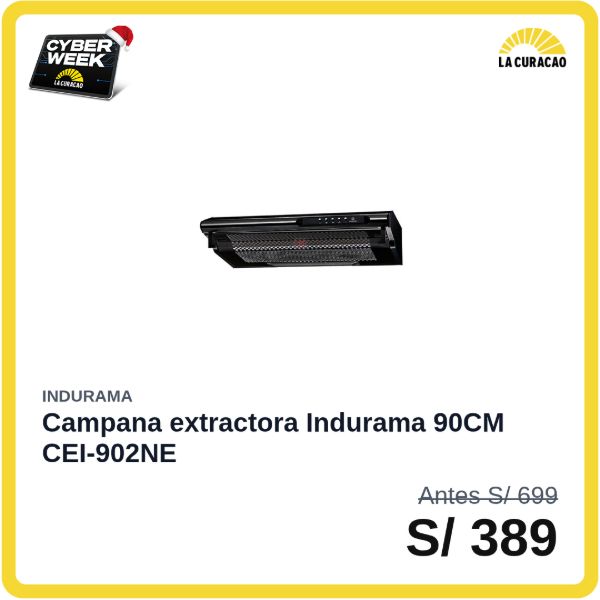 CYBER
WEEK
LA CURACAO
LA CURACAO
INDURAMA
Campana extractora Indurama 90CM
CEI-902NE
Antes S/ 699
S/ 389